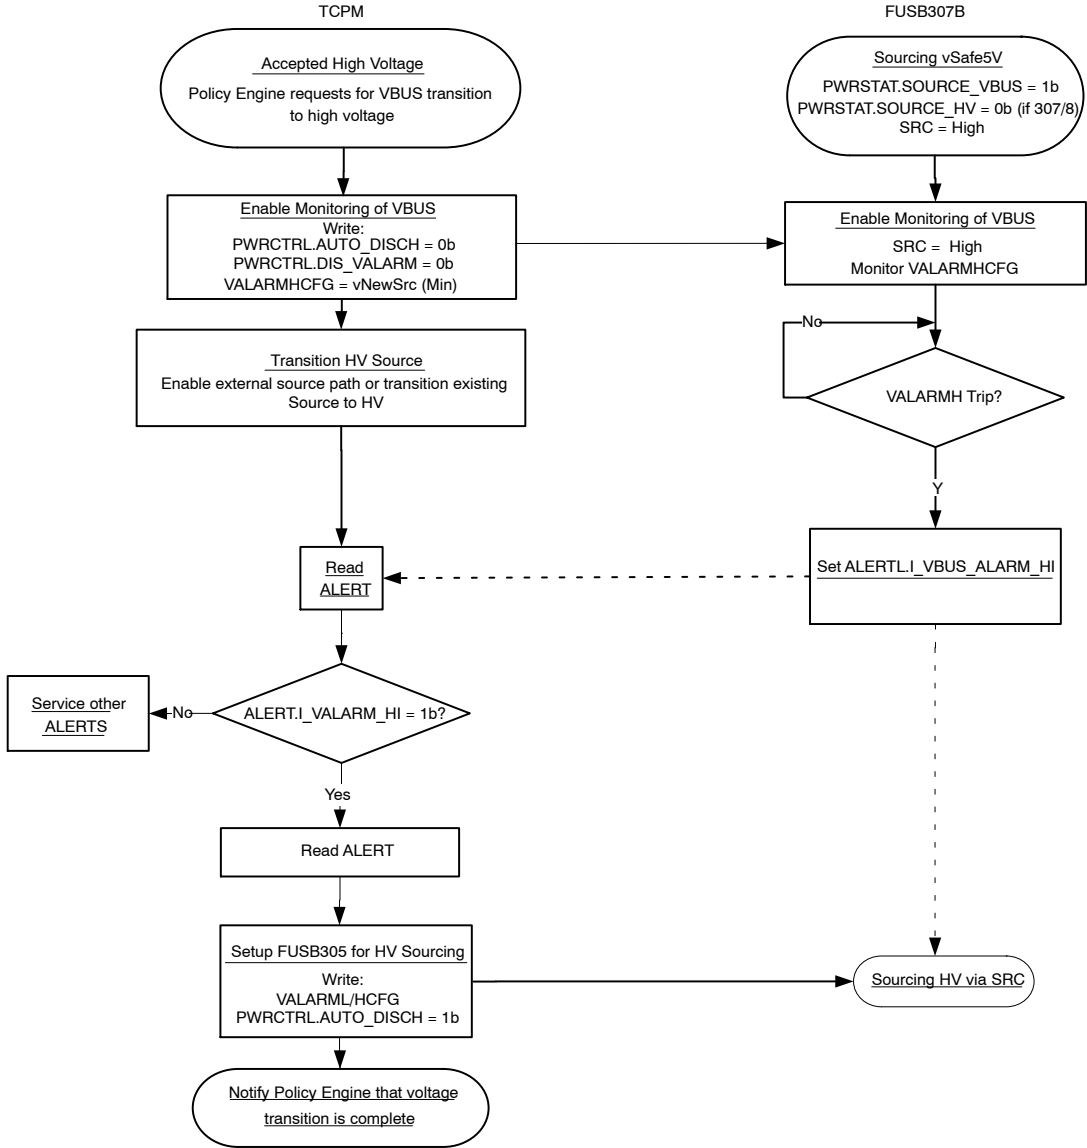 TCPM
FUSB307B
Accepted High Voltage
Policy Engine requests for VBUS transition
to high voltage
Sourcing vSafe5V
PWRSTAT.SOURCE_VBUS = 1b
PWRSTAT.SOURCE_HV = 0b (if 307/8)
SRC = High
Enable Monitoring of VBUS
Write:
PWRCTRL.AUTO_DISCH = 0b
PWRCTRL.DIS_VALARM = 0b
VALARMHCFG = vNewSrc (Min)
Enable Monitoring of VBUS
SRC = High
Monitor VALARMHCFG
No
Transition HV Source
Enable external source path or transition existing
Source to HV
VALARMH Trip?
Y
Read
ALERT
Set ALERTL.I_VBUS_ALARM_HI
Service other
ALERTS
No
ALERT.I_VALARM_HI = 1b?
Yes
Read ALERT
Setup FUSB305 for HV Sourcing
Write:
VALARML/HCFG
PWRCTRL.AUTO_DISCH = 1b
Sourcing HV via SRC
Notify Policy Engine that voltage
transition is complete